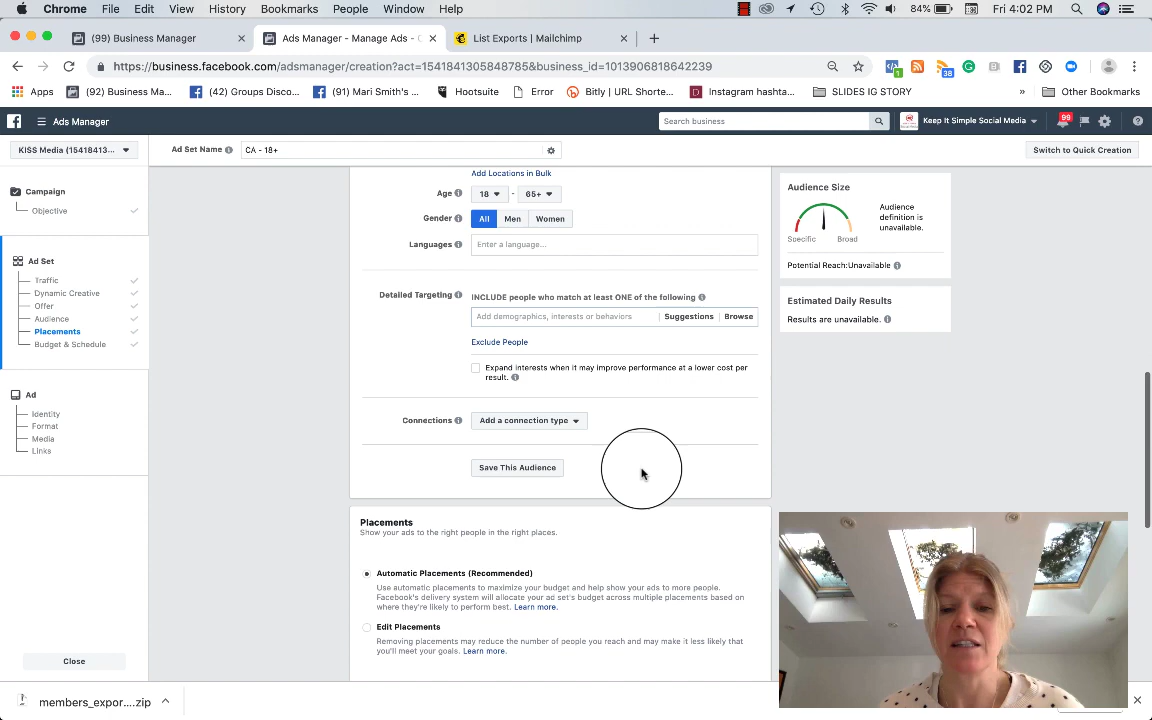 Chrome File Edit View History Bookmarks People Window Help 84% Fri 4:02 PM
(99) Business Manager
Ads Manager - Manage Ads - C
List Exports | Mailchimp
https://business.facebook.com/adsmanager/creation?act=1541841305848785&business_id=1013906818642239
1
38
Apps (92) Business Ma... (42) Groups Disco... (91) Mari Smith's... Hootsuite Error Bitly | URL Shorte... Instagram hashta... SLIDES IG STORY » Other Bookmarks
Ads Manager Search business Keep It Simple Social Media 99
KISS Media (15418413... Ad Set Name CA - 18+ Switch to Quick Creation
Campaign
Objective
Ad Set
Traffic
Dynamic Creative
Offer
Audience
Placements
Budget & Schedule
Ad
Identity
Format
Media
Links
Close
Add Locations in Bulk
Age 18 - 65+
Gender All Men Women
Languages Enter a language...
Detailed Targeting INCLUDE people who match at least ONE of the following
Add demographics, interests or behaviors Suggestions Browse
Exclude People
Expand interests when it may improve performance at a lower cost per
result.
Connections Add a connection type
Save This Audience
Placements
Show your ads to the right people in the right places.
Automatic Placements (Recommended)
Use automatic placements to maximize your budget and help show your ads to more people.
Facebook's delivery system will allocate your ad set's budget across multiple placements based on
where they're likely to perform best. Learn more.
Edit Placements
Removing placements may reduce the number of people you reach and may make it less likely that
you'll meet your goals. Learn more.
Audience Size
Audience
definition is
unavailable.
Specific Broad
Potential Reach:Unavailable
Estimated Daily Results
Results are unavailable.
members_expor....zip